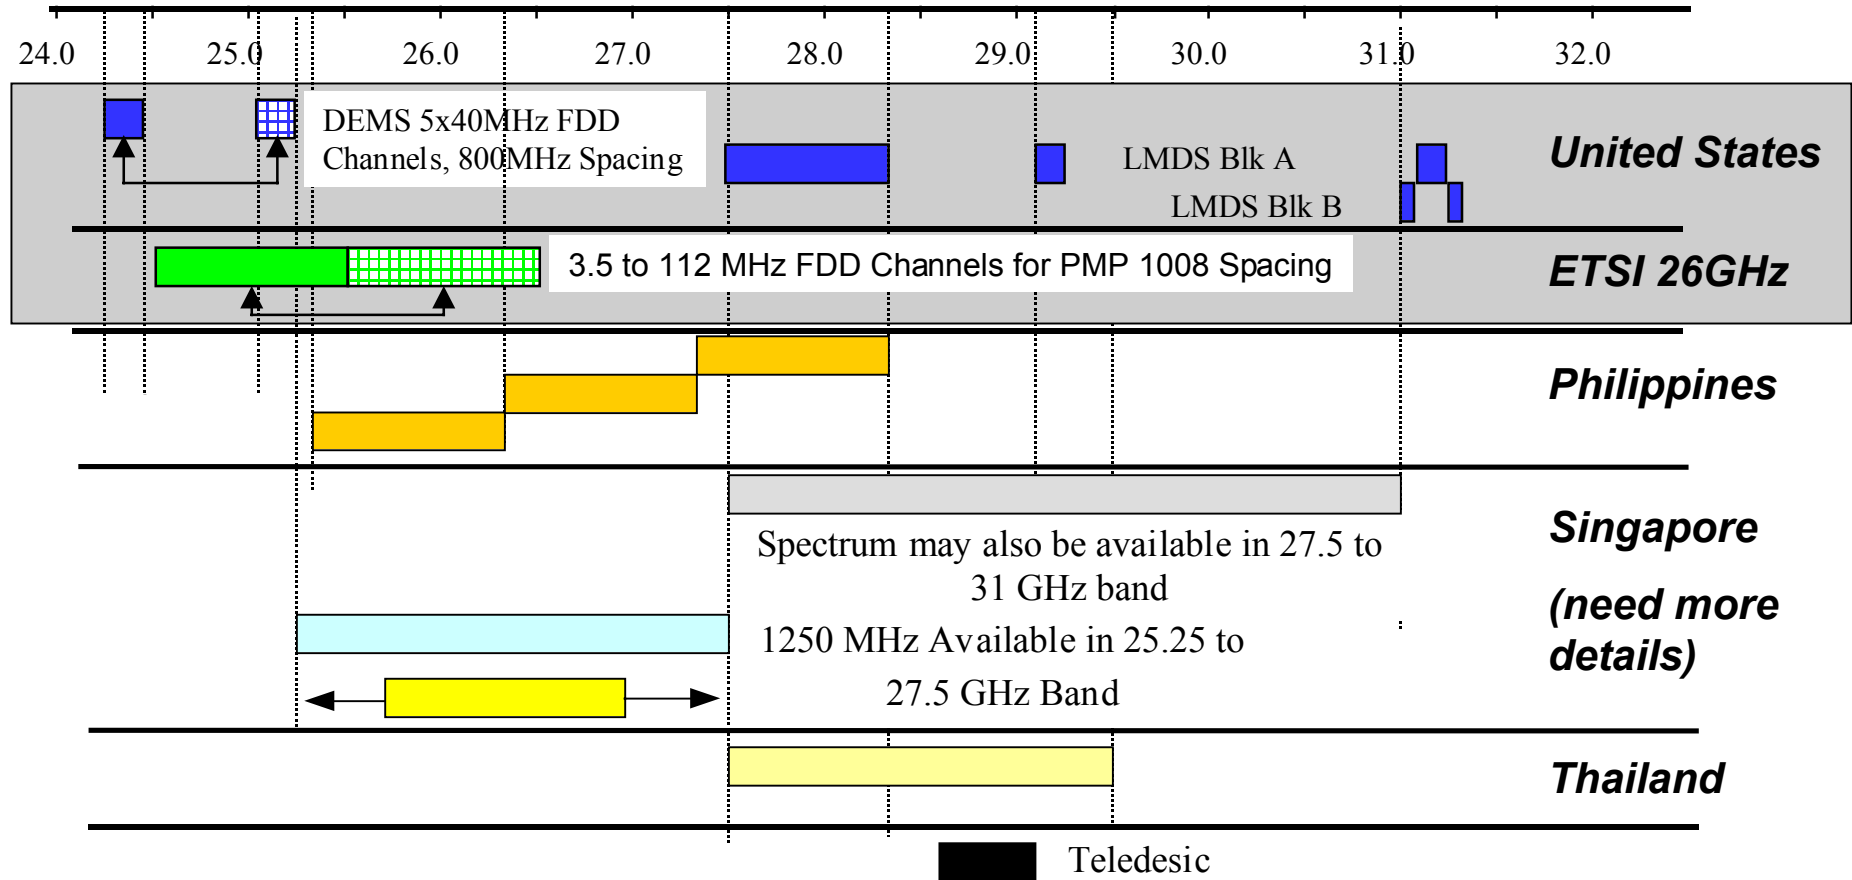 24.0 25.0 26.0 27.0 28.0 29.0 30.0 31.0 32.0
DEMS 5x40MHz FDD
Channels, 800MHz Spacing
LMDS Blk A
LMDS Blk B
United States
3.5 to 112 MHz FDD Channels for PMP 1008 Spacing
ETSI 26GHz
Philippines
Spectrum may also be available in 27.5 to
31 GHz band
1250 MHz Available in 25.25 to
27.5 GHz Band
Singapore
(need more
details)
Thailand
Teledesic